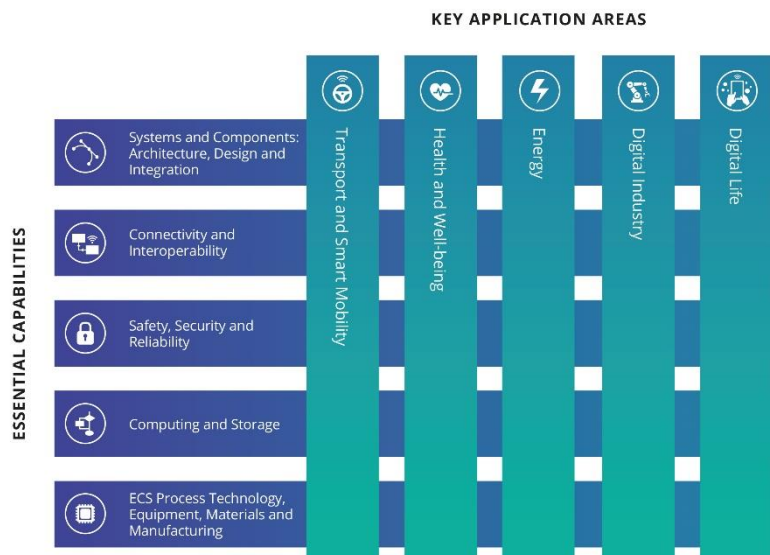 KEY APPLICATION AREAS
Transport and Smart Mobility
Health and Well-being
Energy
Digital Industry
Digital Life
ESSENTIAL CAPABILITIES
Systems and Components:
Architecture, Design and
Integration
Connectivity and
Interoperability
Safety, Security and
Reliability
Computing and Storage
ECS Process Technology,
Equipment, Materials and
Manufacturing